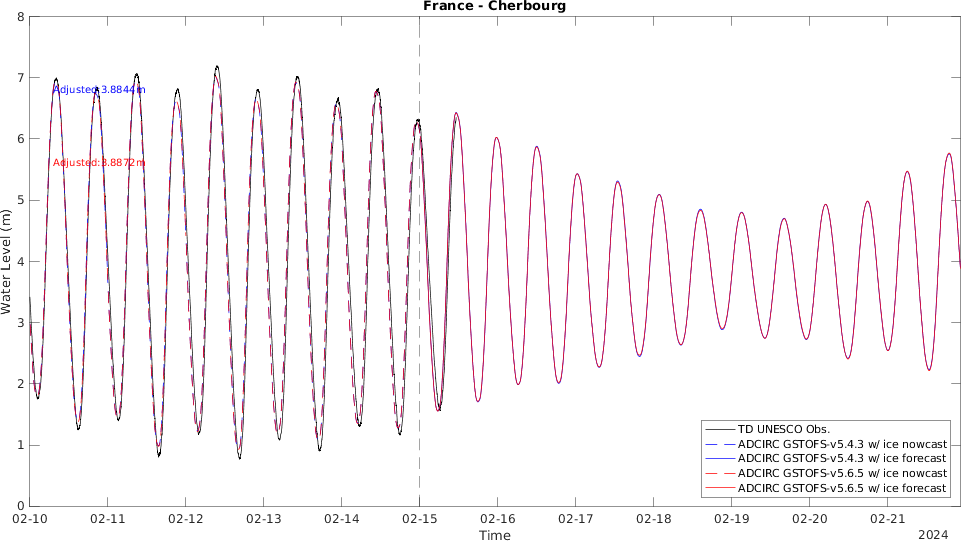 France - Cherbourg
8
7
6
5
4
3
2
1
0
Water Level (m)
Adjusted:3.8844m
Adjusted:3.8872m
TD UNESCO Obs.
ADCIRC GSTOFS-v5.4.3 w/ ice nowcast
ADCIRC GSTOFS-v5.4.3 w/ ice forecast
ADCIRC GSTOFS-v5.6.5 w/ ice nowcast
ADCIRC GSTOFS-v5.6.5 w/ ice forecast
02-10 02-11 02-12 02-13 02-14 02-15 02-16 02-17 02-18 02-19 02-20 02-21
Time
2024